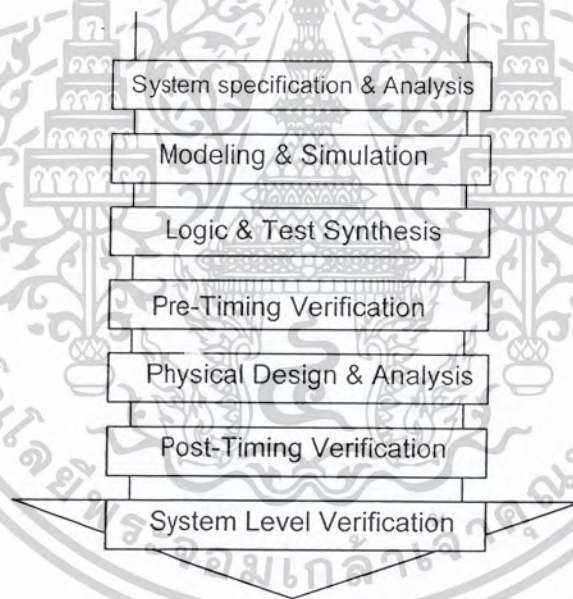 System specification & Analysis
Modeling & Simulation
Logic & Test Synthesis
Pre-Timing Verification
Physical Design & Analysis
Post-Timing Verification
System Level Verification